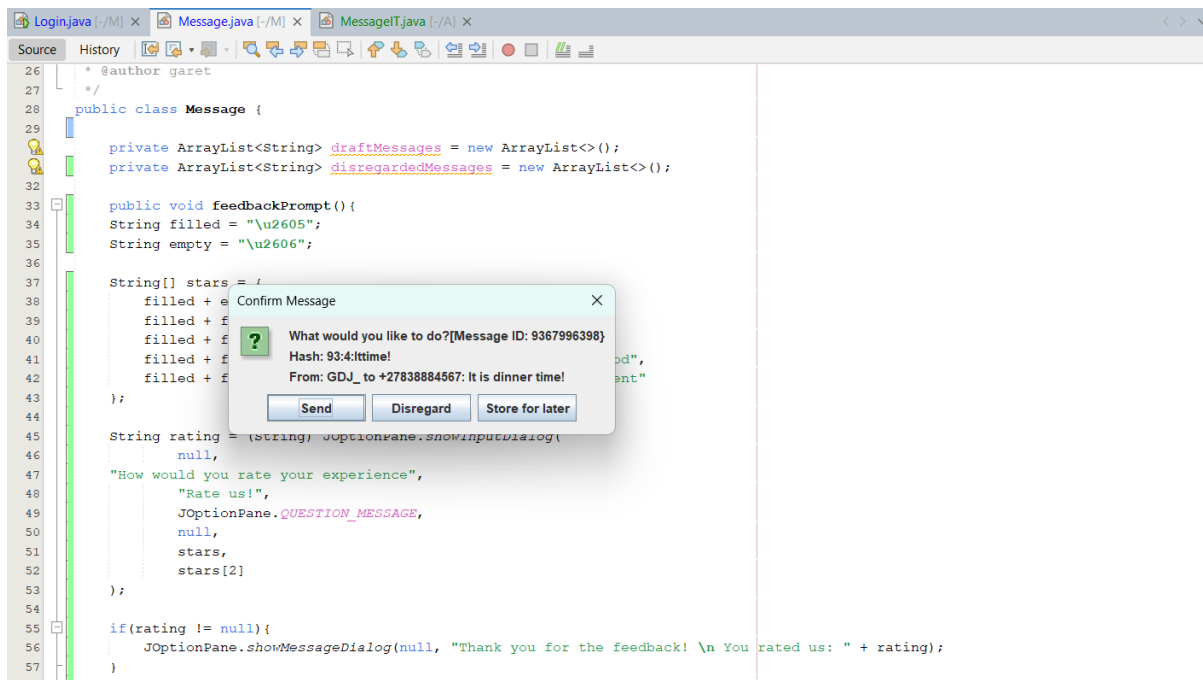 Login.java [-/M] Message.java [-/M] MessageIT.java [-/A]
Source History
26 * @author garet
27 */
28 public class Message {
29
private ArrayList<String> draftMessages = new ArrayList<>();
private ArrayList<String> disregardedMessages = new ArrayList<>();
32
33 public void feedbackPrompt(){
34 String filled = "\u2605";
35 String empty = "\u2606";
36
37 String[] stars = {
38 filled + e
39 filled + f
40 filled + f
41 filled + f od",
42 filled + f ent"
43 };
44
45 String rating = (String) JOptionPane.showInputDialog(
46 null,
47 "How would you rate your experience",
48 "Rate us!",
49 JOptionPane.QUESTION_MESSAGE,
50 null,
51 stars,
52 stars[2]
53 );
54
55 if(rating != null){
56 JOptionPane.showMessageDialog(null, "Thank you for the feedback! \n You rated us: " + rating);
57 }
Confirm Message
What would you like to do?[Message ID: 9367996398}
Hash: 93:4:Ittime!
From: GDJ_ to +27838884567: It is dinner time!
Send Disregard Store for later